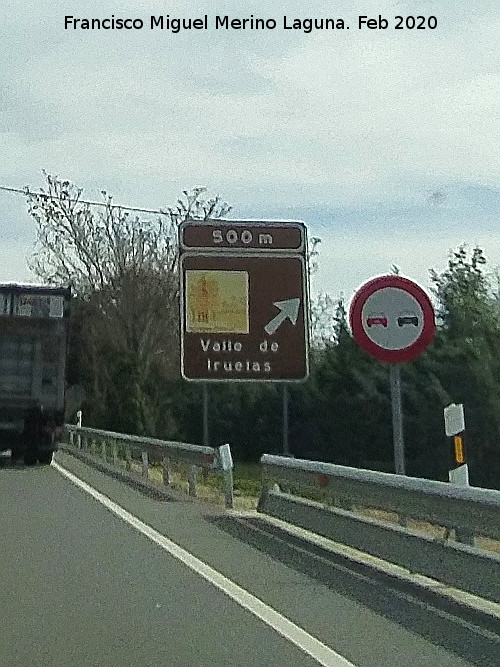 Francisco Miguel Merino Laguna. Feb 2020
500 m
Valle de
Iruelas